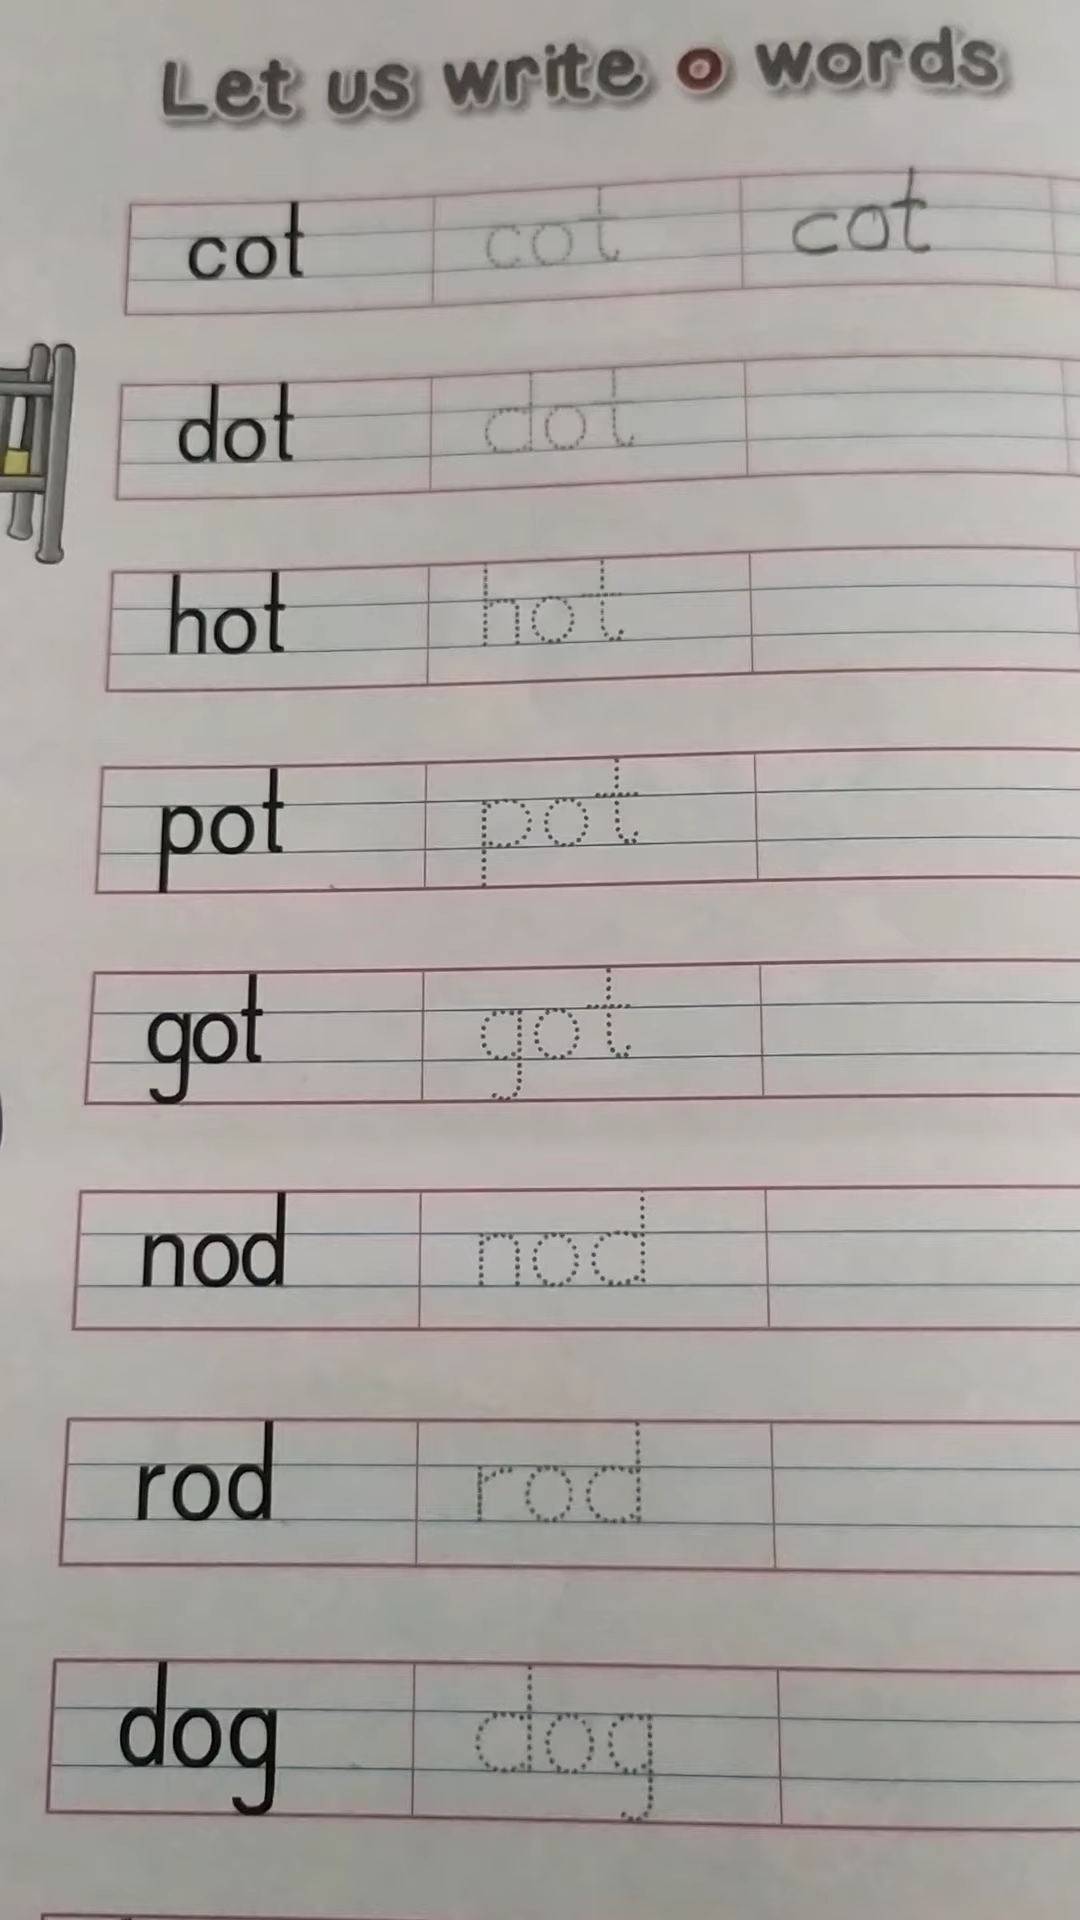 Let us write o words
cot cot cot
dot dot
hot hot
pot pot
got got
nod nod
rod rod
dog dog